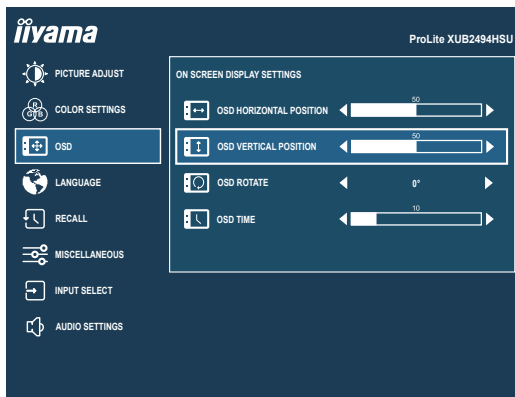 iiyama
ProLite XUB2494HSU
PICTURE ADJUST
R
G B
COLOR SETTINGS
OSD
LANGUAGE
RECALL
MISCELLANEOUS
INPUT SELECT
AUDIO SETTINGS
ON SCREEN DISPLAY SETTINGS
OSD HORIZONTAL POSITION
50
OSD VERTICAL POSITION
50
OSD ROTATE
0°
OSD TIME
10